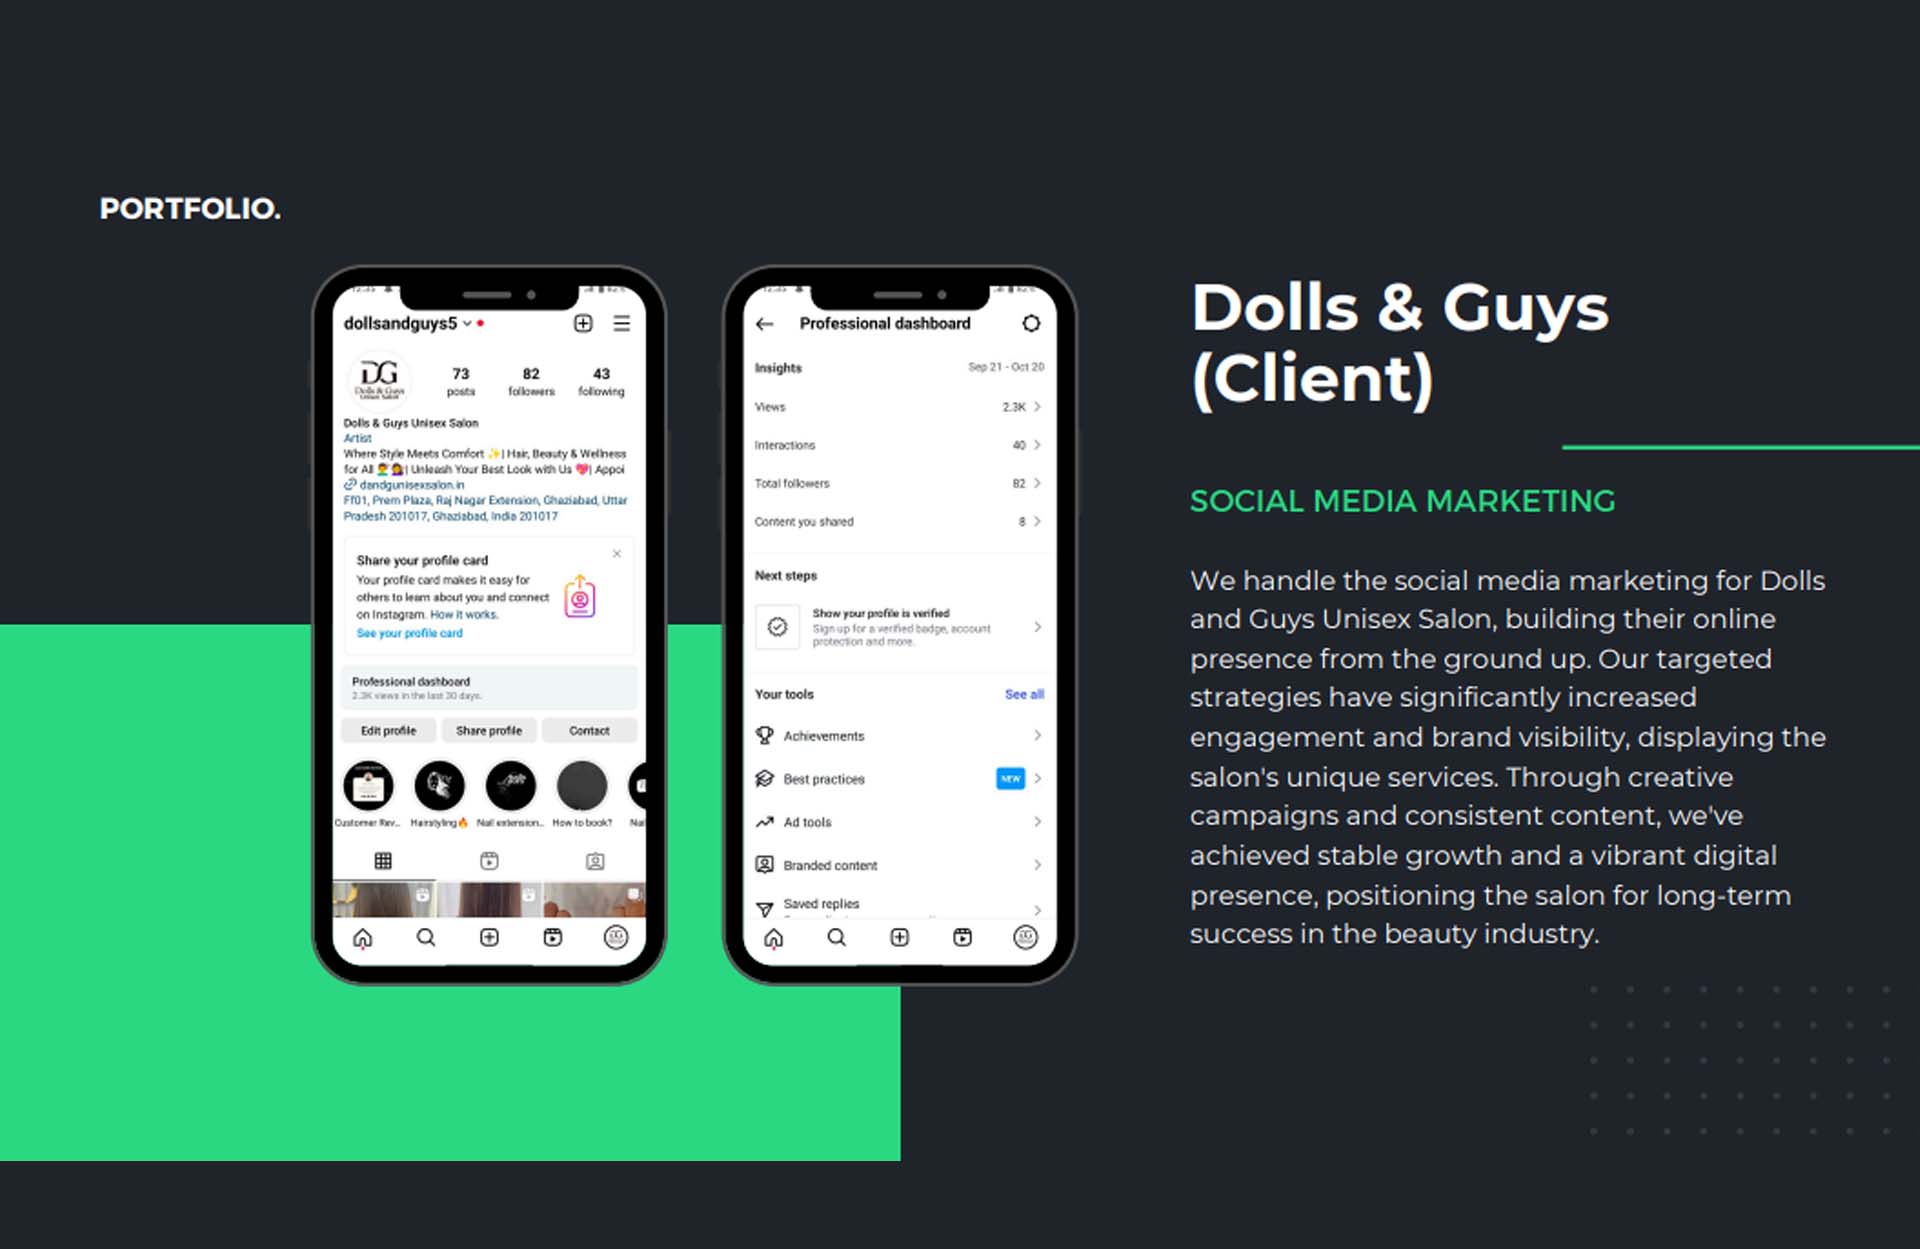 PORTFOLIO.
dollsandguys5
DG
Dolls & Guys
Unisex Salon
73 82 43
posts followers following
Dolls & Guys Unisex Salon
Artist
Where Style Meets Comfort ✨| Hair, Beauty & Wellness
for All 💇‍♂️💇‍♀️| Unleash Your Best Look with Us 💖| Appoi
dandgunisexsalon.in
Ff01, Prem Plaza, Raj Nagar Extension, Ghaziabad, Uttar
Pradesh 201017, Ghaziabad, India 201017
Share your profile card
Your profile card makes it easy for
others to learn about you and connect
on Instagram. How it works.
See your profile card
Professional dashboard
2.3K views in the last 30 days.
Edit profile Share profile Contact
Customer Rev... Hairstyling🔥 Nail extension... How to book? Nai
Professional dashboard
Insights Sep 21 - Oct 20
Views 2.3K
Interactions 40
Total followers 82
Content you shared 8
Next steps
Show your profile is verified
Sign up for a verified badge, account
protection and more.
Your tools See all
Achievements
Best practices NEW
Ad tools
Branded content
Saved replies
Dolls & Guys
(Client)
SOCIAL MEDIA MARKETING
We handle the social media marketing for Dolls
and Guys Unisex Salon, building their online
presence from the ground up. Our targeted
strategies have significantly increased
engagement and brand visibility, displaying the
salon's unique services. Through creative
campaigns and consistent content, we've
achieved stable growth and a vibrant digital
presence, positioning the salon for long-term
success in the beauty industry.